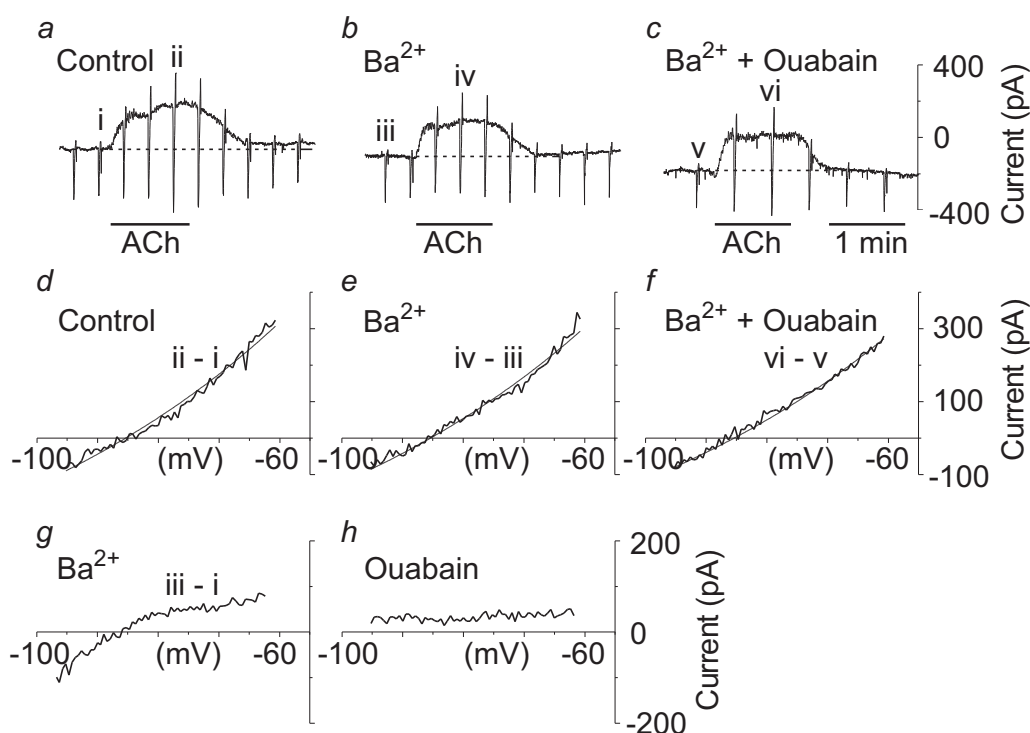 a
Control
i
ii
ACh
b
Ba²⁺
iii
iv
ACh
c
Ba²⁺ + Ouabain
v
vi
ACh
1 min
400
0
-400
Current (pA)
d
Control
ii - i
-100
(mV)
-60
e
Ba²⁺
iv - iii
-100
(mV)
-60
f
Ba²⁺ + Ouabain
vi - v
-100
(mV)
-60
300
100
-100
Current (pA)
g
Ba²⁺
iii - i
-100
(mV)
-60
h
Ouabain
-100
(mV)
-60
200
0
-200
Current (pA)